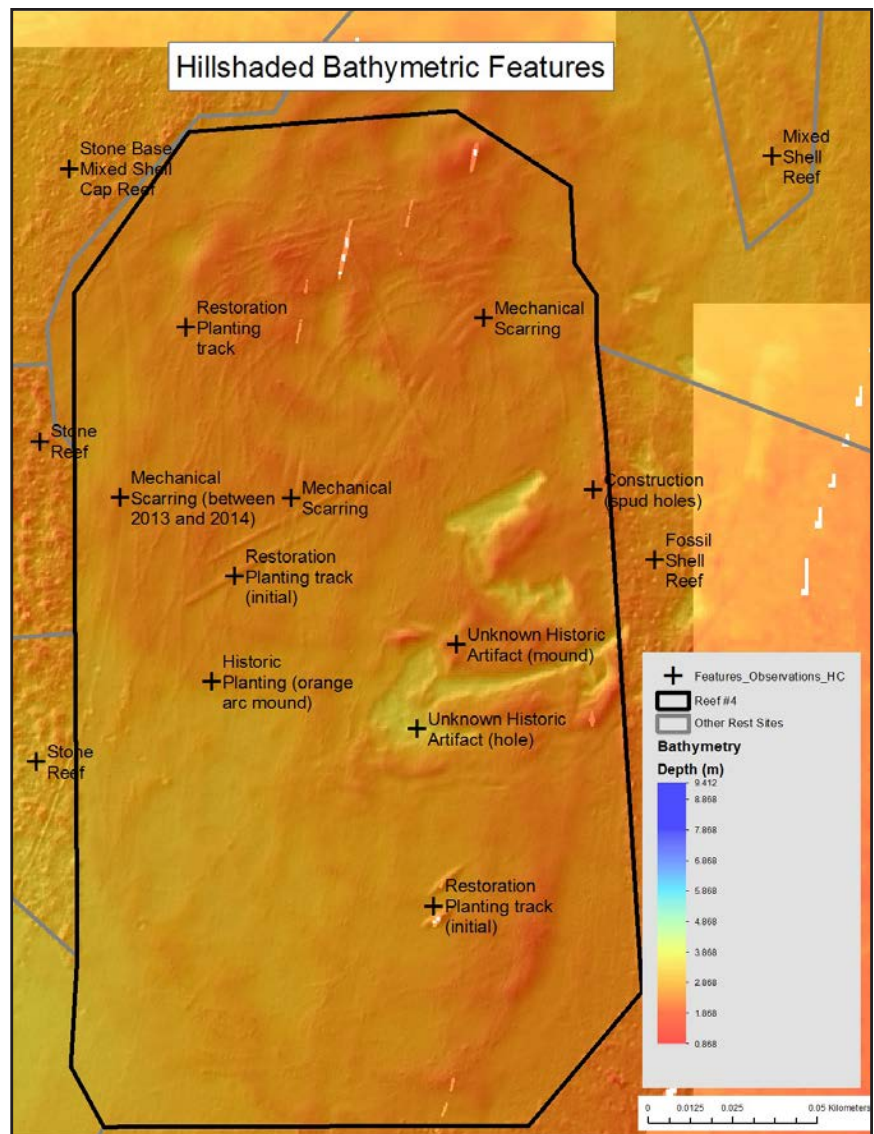 Hillshaded Bathymetric Features
Stone Base
Mixed Shell
Cap Reef
Mixed
Shell
Reef
Restoration
Planting
track
Mechanical
Scarring
Stone
Reef
Mechanical
Scarring (between
2013 and 2014)
Mechanical
Scarring
Construction
(spud holes)
Restoration
Planting track
(initial)
Fossil
Shell
Reef
Unknown Historic
Artifact (mound)
Historic
Planting (orange
arc mound)
Unknown Historic
Artifact (hole)
Stone
Reef
Restoration
Planting track
(initial)
Features_Observations_HC
Reef #4
Other Rest Sites
Bathymetry
Depth (m)
9.412
8.868
7.868
6.868
5.868
4.868
3.868
2.868
1.868
0.868
0 0.0125 0.025 0.05 Kilometers